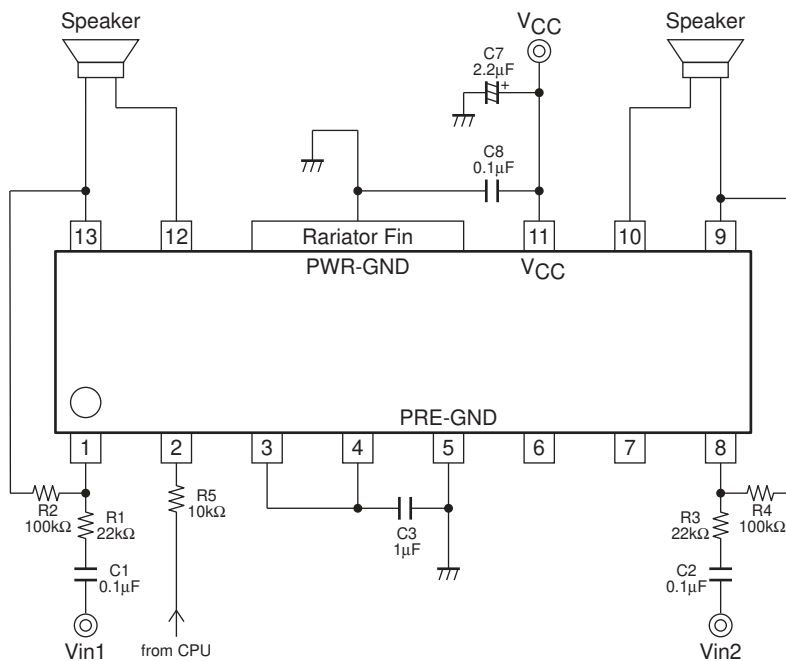 Speaker
VCC
Speaker
C7
2.2µF
+
C8
0.1µF
13
12
Rariator Fin
11
10
9
PWR-GND
VCC
PRE-GND
1
2
3
4
5
6
7
8
R2
100kΩ
R1
22kΩ
R5
10kΩ
C3
1µF
R3
22kΩ
R4
100kΩ
C1
0.1µF
C2
0.1µF
Vin1
from CPU
Vin2